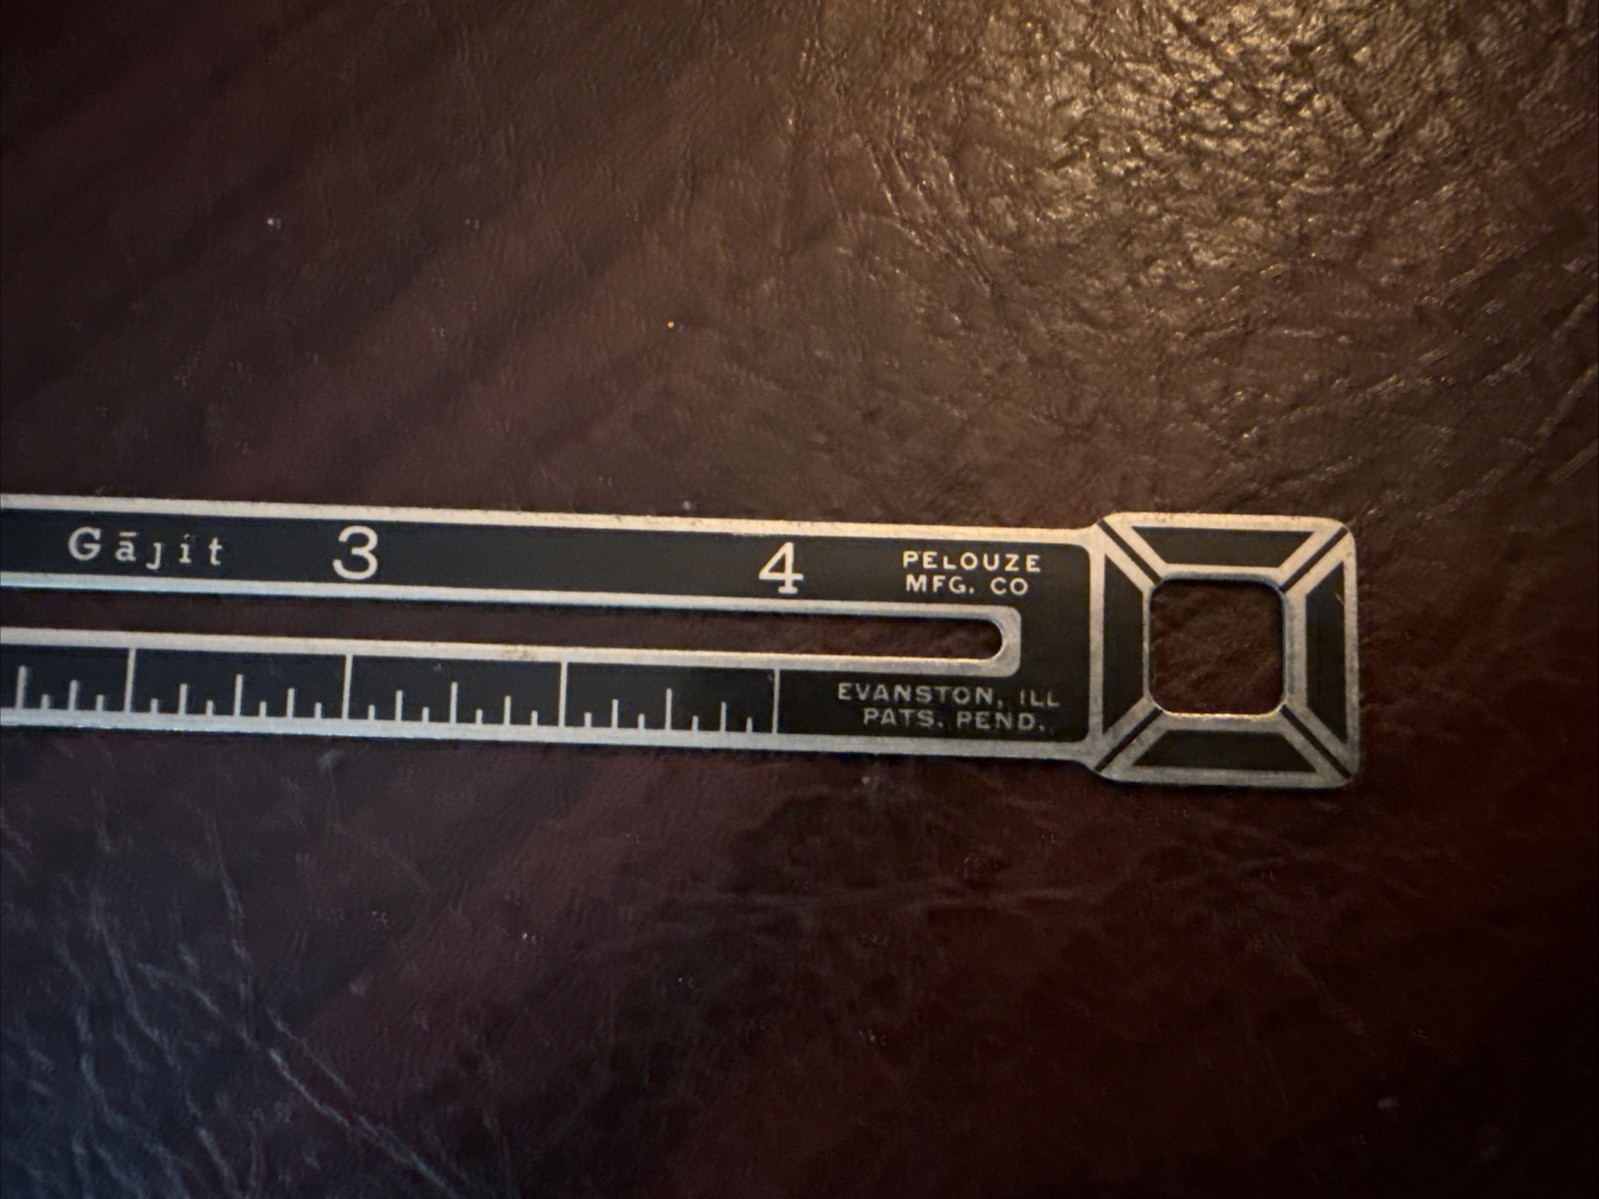 Gājit 3 4 PELOUZE
MFG. CO
EVANSTON, ILL
PATS. PEND.